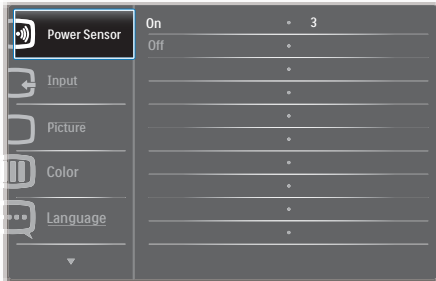 Power Sensor
On 3
Off
Input
Picture
Color
Language